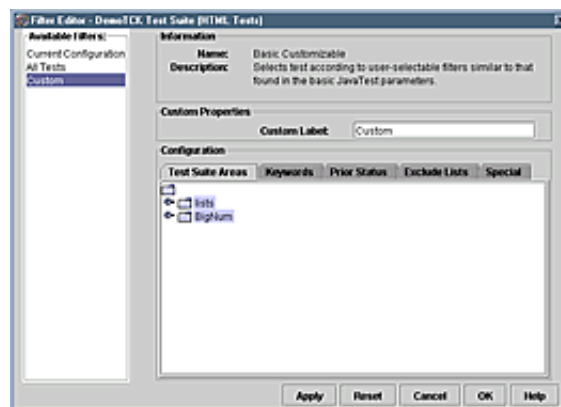 Filter Editor - DemoTCK Test Suite (HTML Tests)
Available Filters:
Current Configuration
All Tests
Custom
Information
Name: Basic Customizable
Description: Selects test according to user-selectable filters similar to that
found in the basic JavaTest parameters.
Custom Properties
Custom Label: Custom
Configuration
Test Suite Areas Keywords Prior Status Exclude Lists Special
lists
BigNum
Apply Reset Cancel OK Help